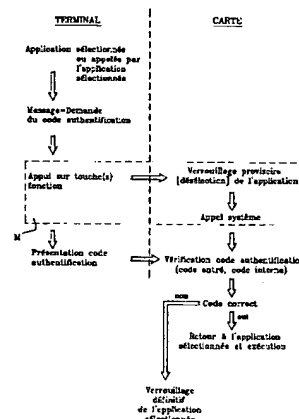 TERMINAL
CARTE
Application sélectionnée
ou appelée par
l'application
sélectionnée
Message-Demande
du code authentification
Appui sur touche(s)
fonction
Verrouillage provisoire
[désélection] de l'application
Appel système
M
Présentation code
authentification
Vérification code authentification
(code entré, code interne)
non
Code correct
oui
Retour à l'application
sélectionnée et exécution
Verrouillage
définitif
de l'application
sélectionnée